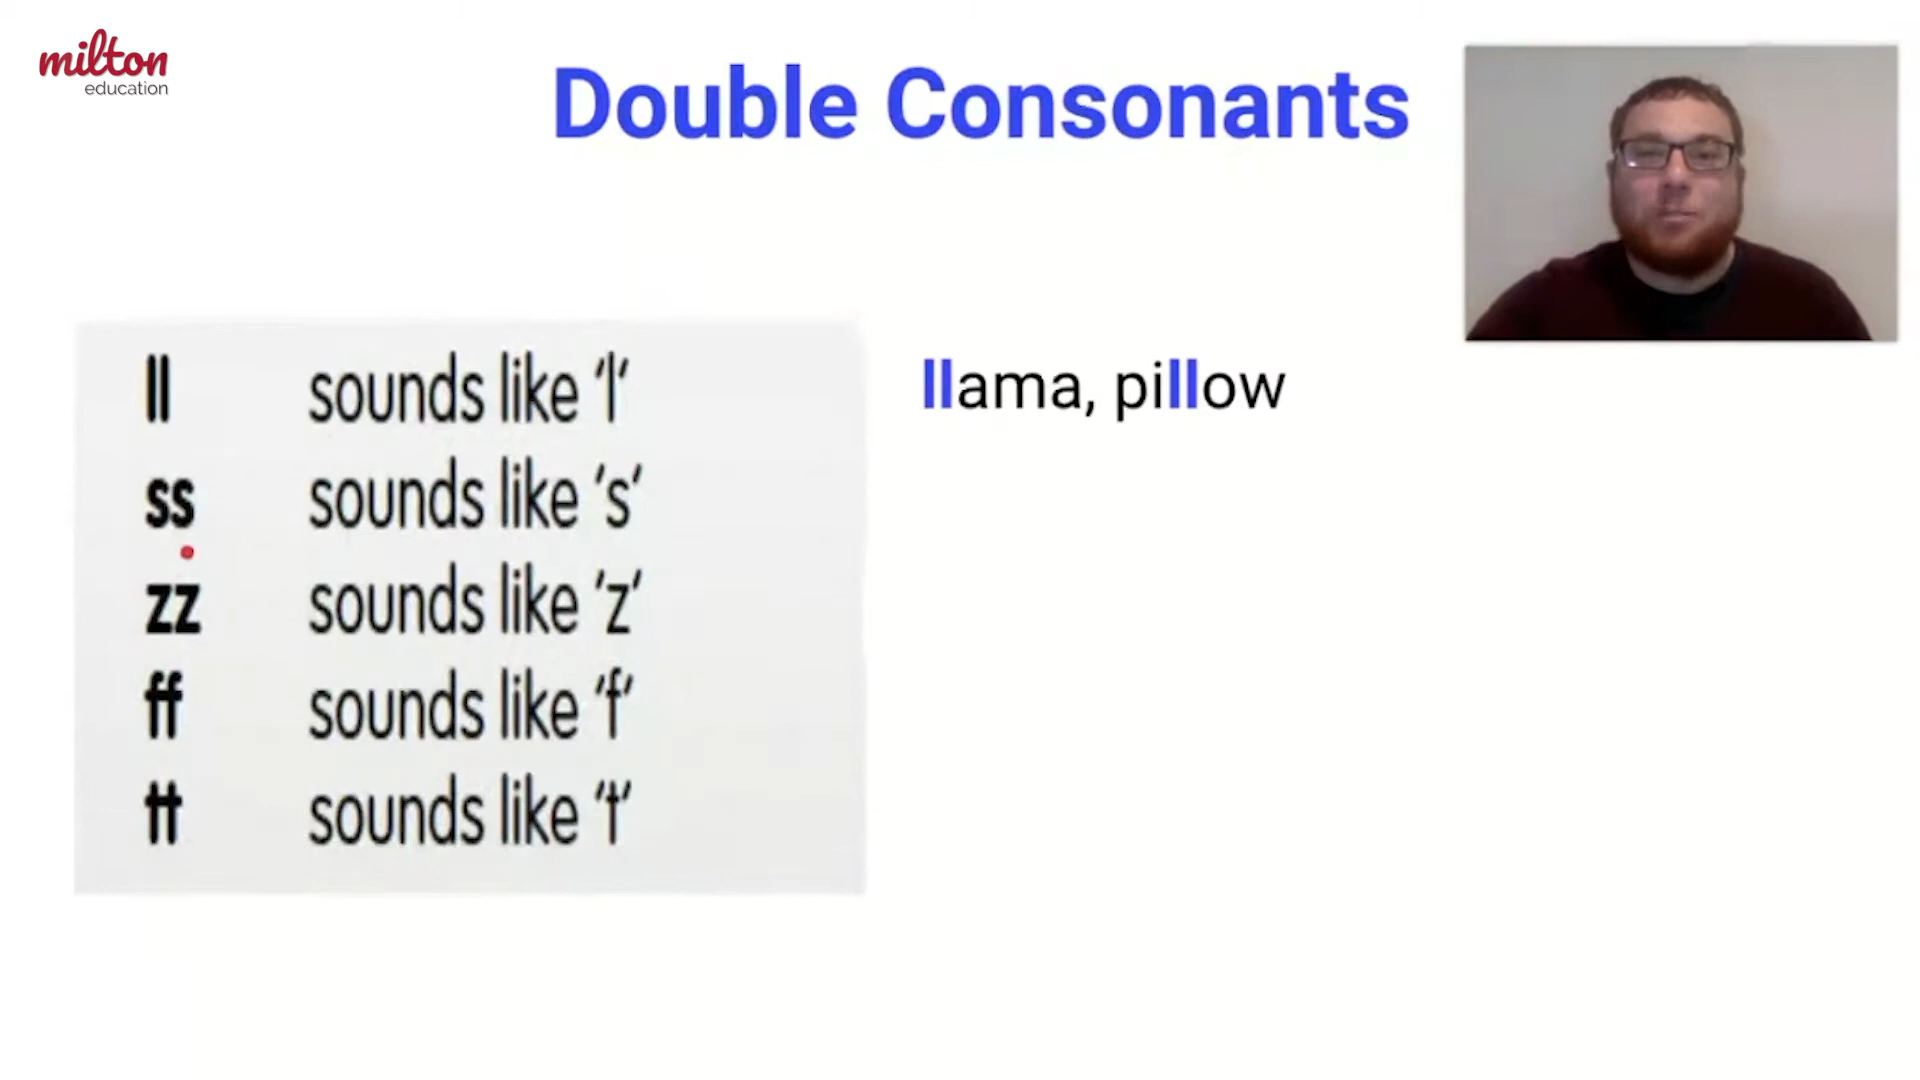 milton
education
Double Consonants
ll sounds like 'l'
llama, pillow
ss sounds like 's'
zz sounds like 'z'
ff sounds like 'f'
tt sounds like 't'